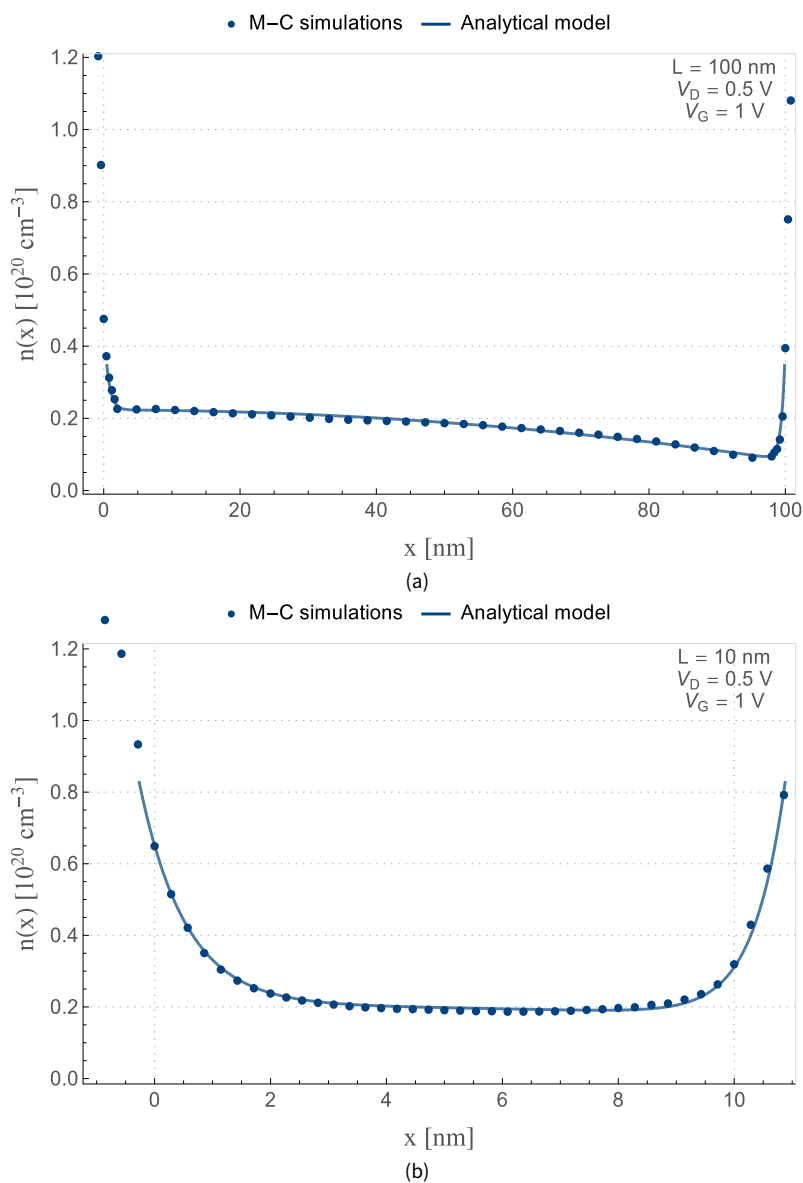 M−C simulations Analytical model
L = 100 nm
V_D = 0.5 V
V_G = 1 V
1.2
1.0
0.8
0.6
0.4
0.2
0.0
n(x) [10^20 cm^−3]
0 20 40 60 80 100
x [nm]
(a)
M−C simulations Analytical model
L = 10 nm
V_D = 0.5 V
V_G = 1 V
1.2
1.0
0.8
0.6
0.4
0.2
0.0
n(x) [10^20 cm^−3]
0 2 4 6 8 10
x [nm]
(b)